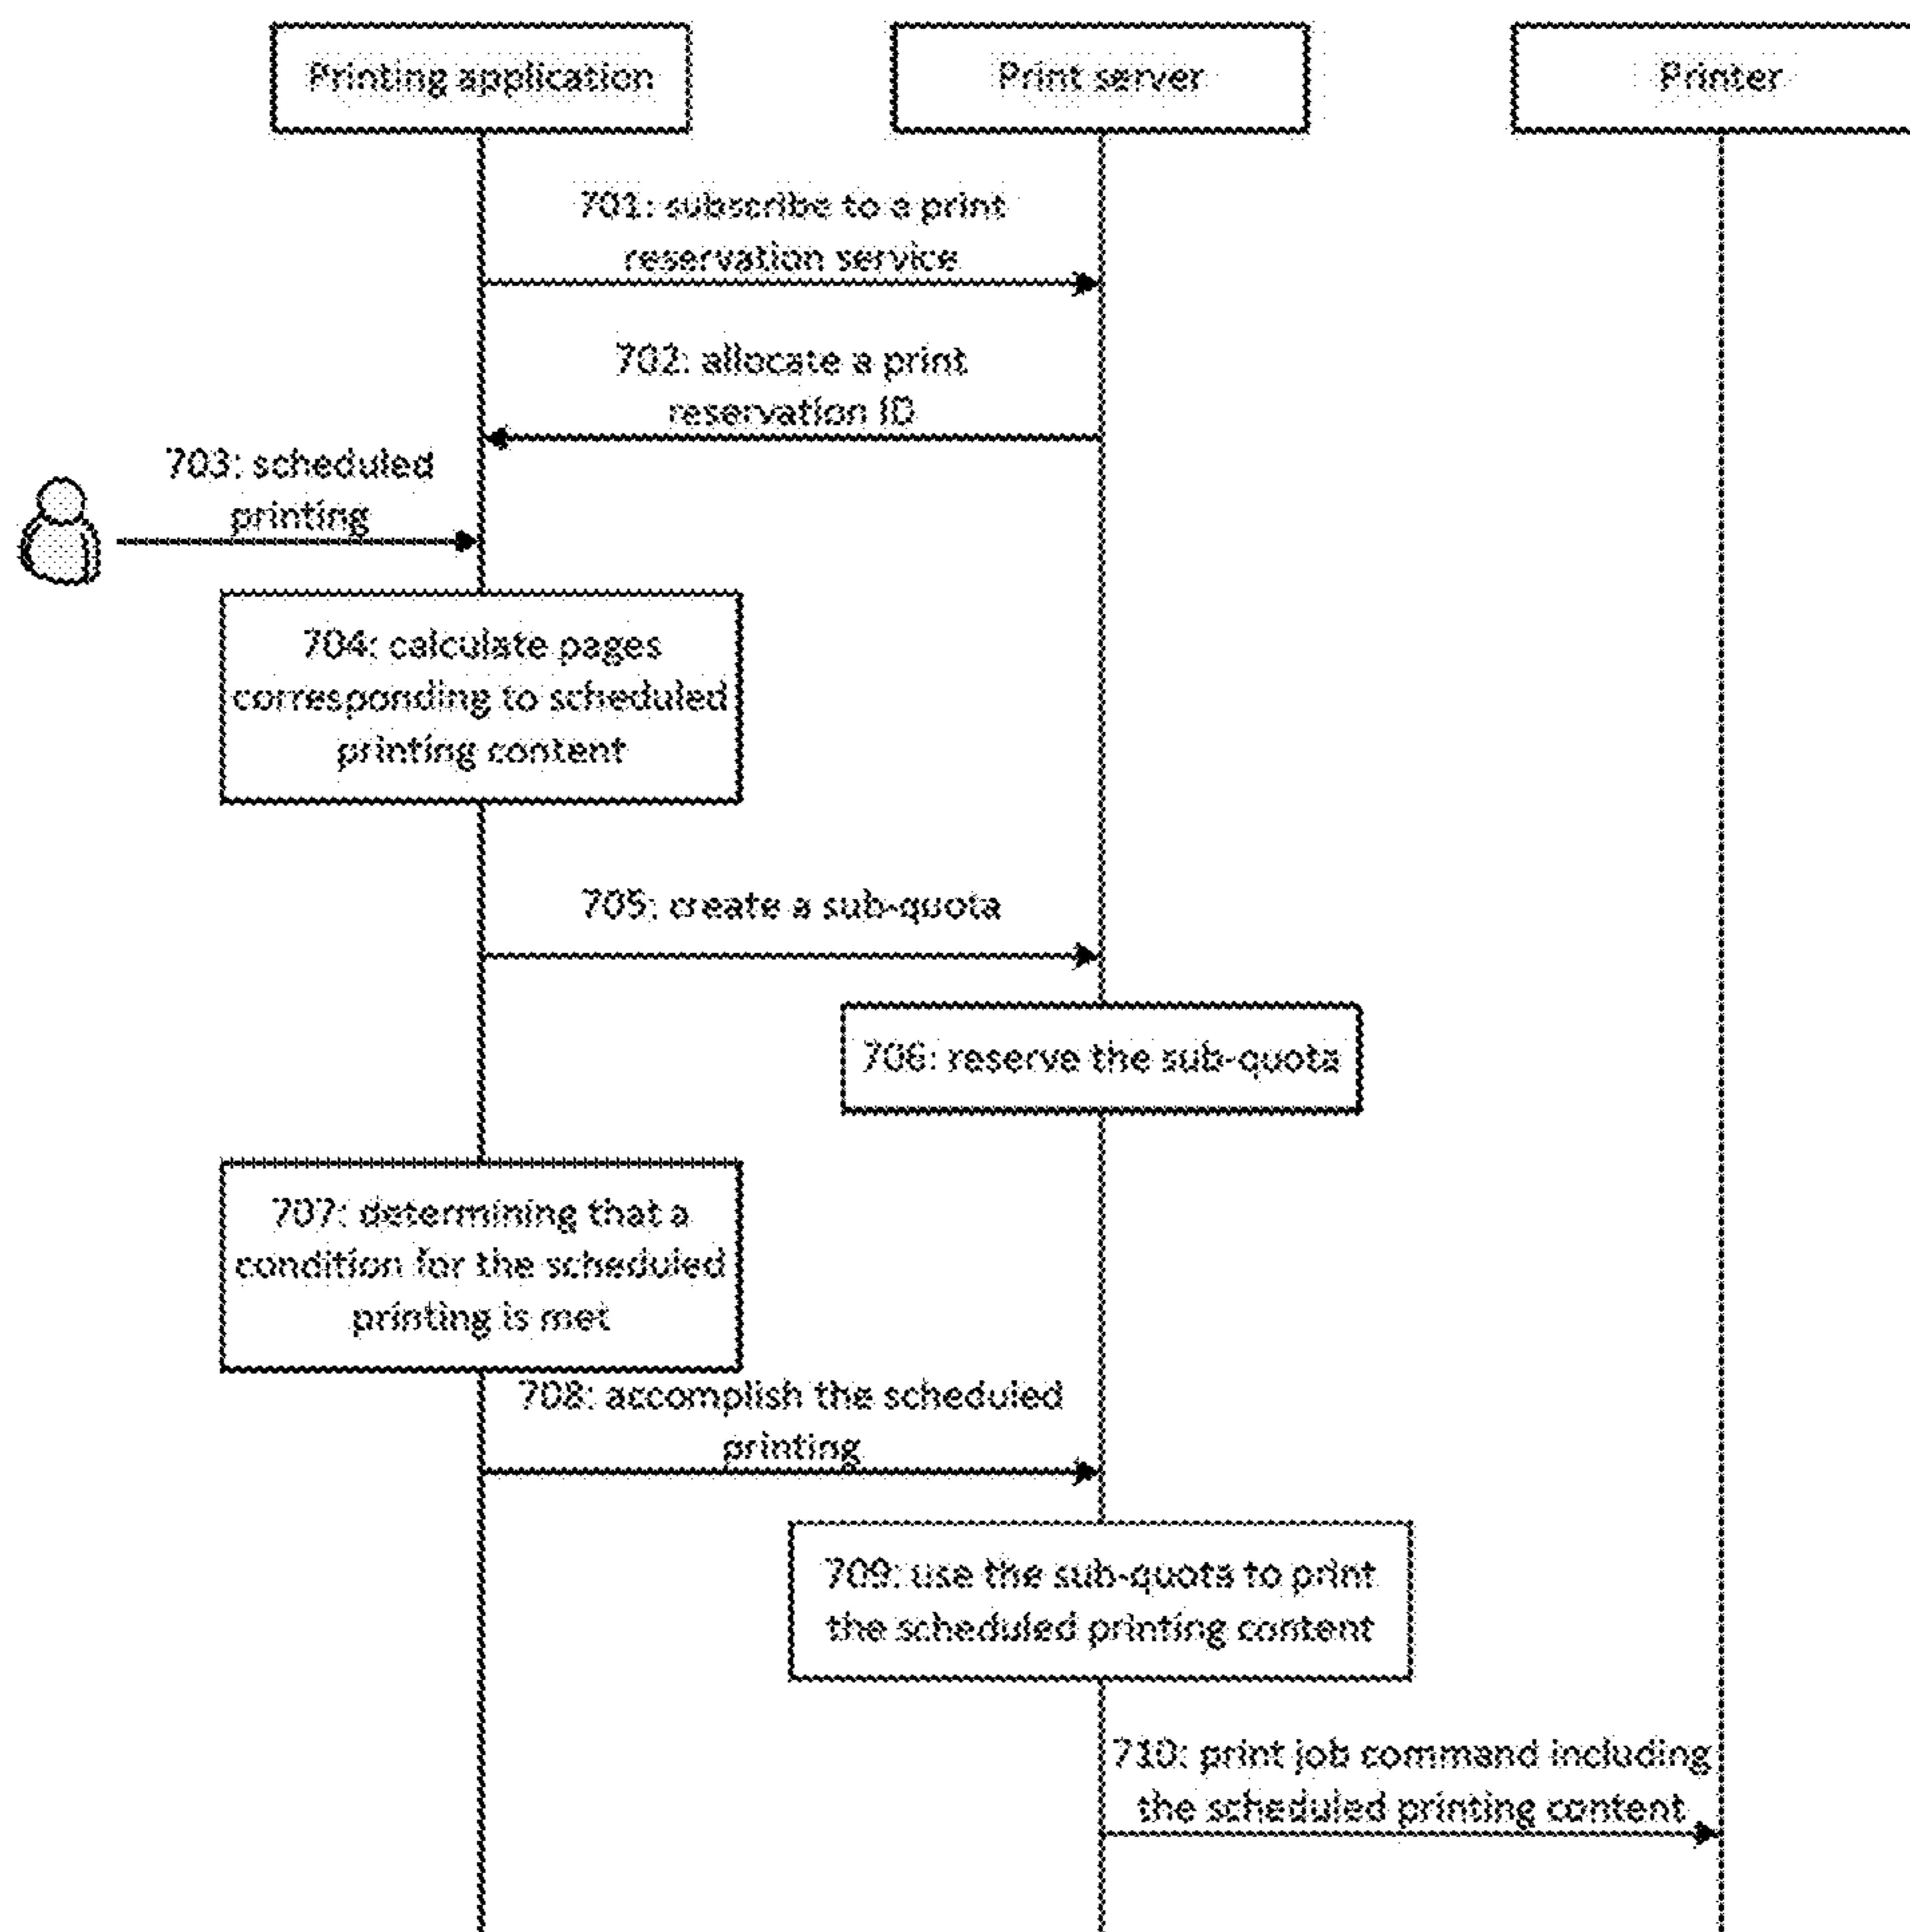 Printing application
Print server
Printer
701: subscribe to a print
reservation service
702: allocate a print
reservation ID
703: scheduled
printing
704: calculate pages
corresponding to scheduled
printing content
705: create a sub-quota
706: reserve the sub-quota
707: determining that a
condition for the scheduled
printing is met
708: accomplish the scheduled
printing
709: use the sub-quota to print
the scheduled printing content
710: print job command including
the scheduled printing content